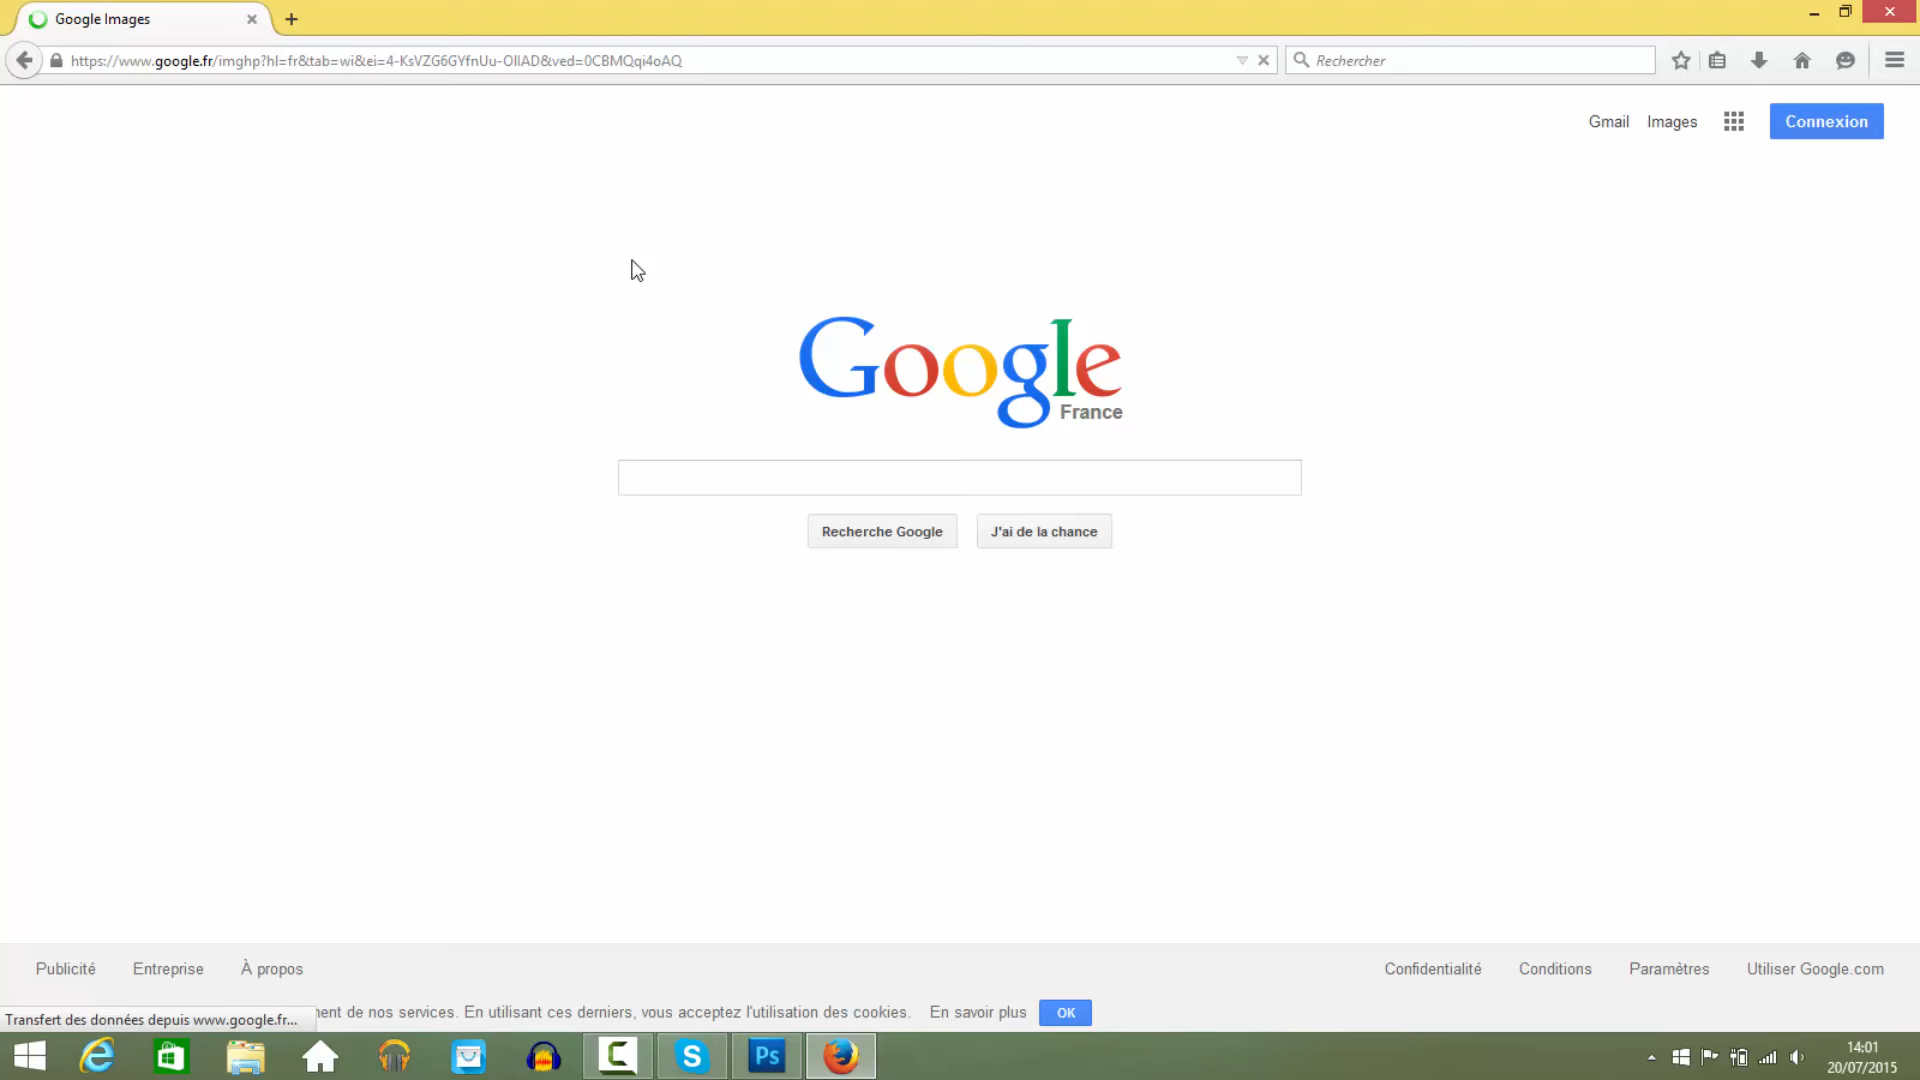 Google Images
https://www.google.fr/imghp?hl=fr&tab=wi&ei=4-KsVZG6GYfnUu-OIIAD&ved=0CBMQqi4oAQ
Rechercher
Gmail Images Connexion
Google
France
Recherche Google J'ai de la chance
Publicité Entreprise À propos Confidentialité Conditions Paramètres Utiliser Google.com
de nos services. En utilisant ces derniers, vous acceptez l'utilisation des cookies. En savoir plus OK
Transfert des données depuis www.google.fr...
Ps
14:01
20/07/2015